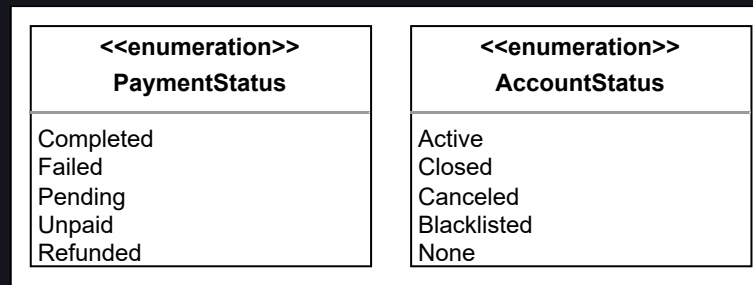 <<enumeration>>
PaymentStatus
Completed
Failed
Pending
Unpaid
Refunded
<<enumeration>>
AccountStatus
Active
Closed
Canceled
Blacklisted
None